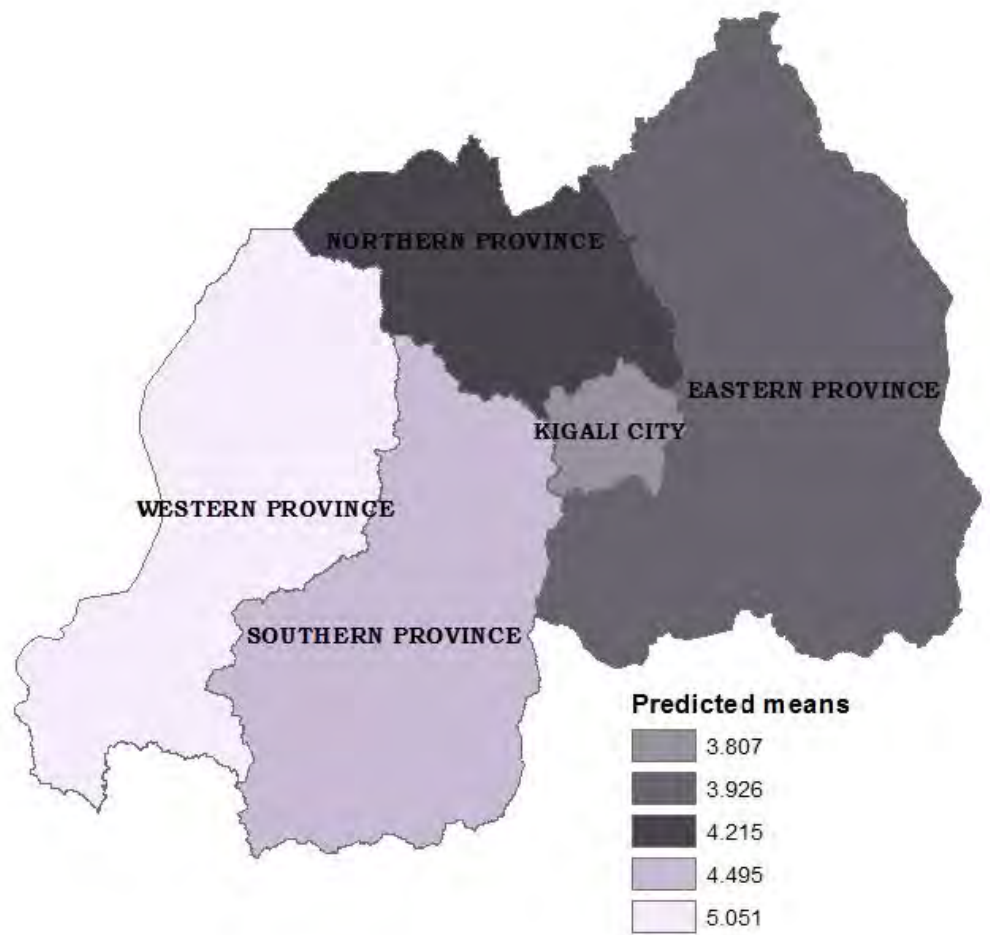 NORTHERN PROVINCE
EASTERN PROVINCE
KIGALI CITY
WESTERN PROVINCE
SOUTHERN PROVINCE
Predicted means
3.807
3.926
4.215
4.495
5.051